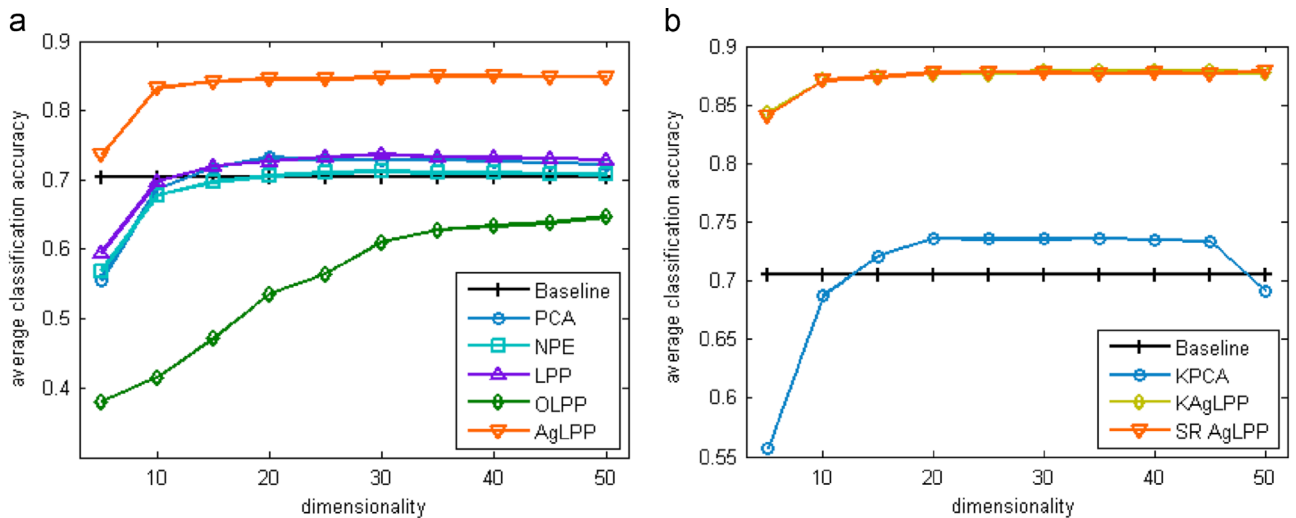 a
0.9
0.8
0.7
0.6
0.5
0.4
average classification accuracy
10
20
30
40
50
dimensionality
Baseline
PCA
NPE
LPP
OLPP
AgLPP
b
0.9
0.85
0.8
0.75
0.7
0.65
0.6
0.55
average classification accuracy
10
20
30
40
50
dimensionality
Baseline
KPCA
KAgLPP
SR AgLPP